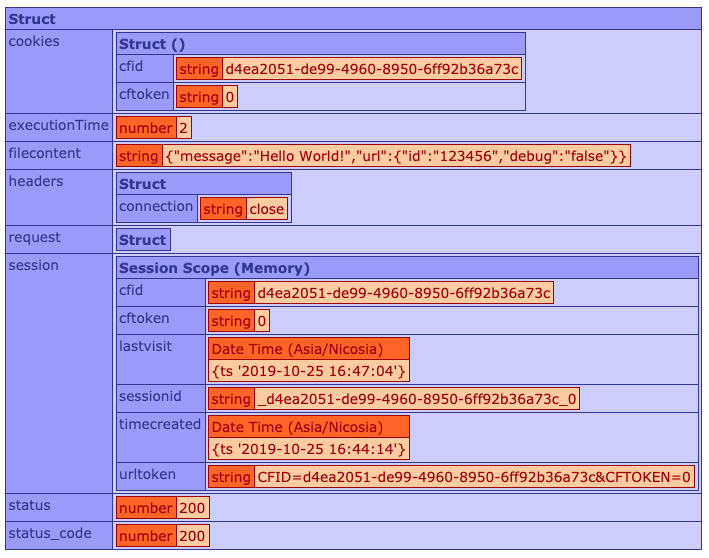 Struct
cookies
Struct ()
cfid string d4ea2051-de99-4960-8950-6ff92b36a73c
cftoken string 0
executionTime number 2
filecontent string {"message":"Hello World!","url":{"id":"123456","debug":"false"}}
headers
Struct
connection string close
request Struct
session
Session Scope (Memory)
cfid string d4ea2051-de99-4960-8950-6ff92b36a73c
cftoken string 0
lastvisit Date Time (Asia/Nicosia)
{ts '2019-10-25 16:47:04'}
sessionid string _d4ea2051-de99-4960-8950-6ff92b36a73c_0
timecreated Date Time (Asia/Nicosia)
{ts '2019-10-25 16:44:14'}
urltoken string CFID=d4ea2051-de99-4960-8950-6ff92b36a73c&CFTOKEN=0
status number 200
status_code number 200